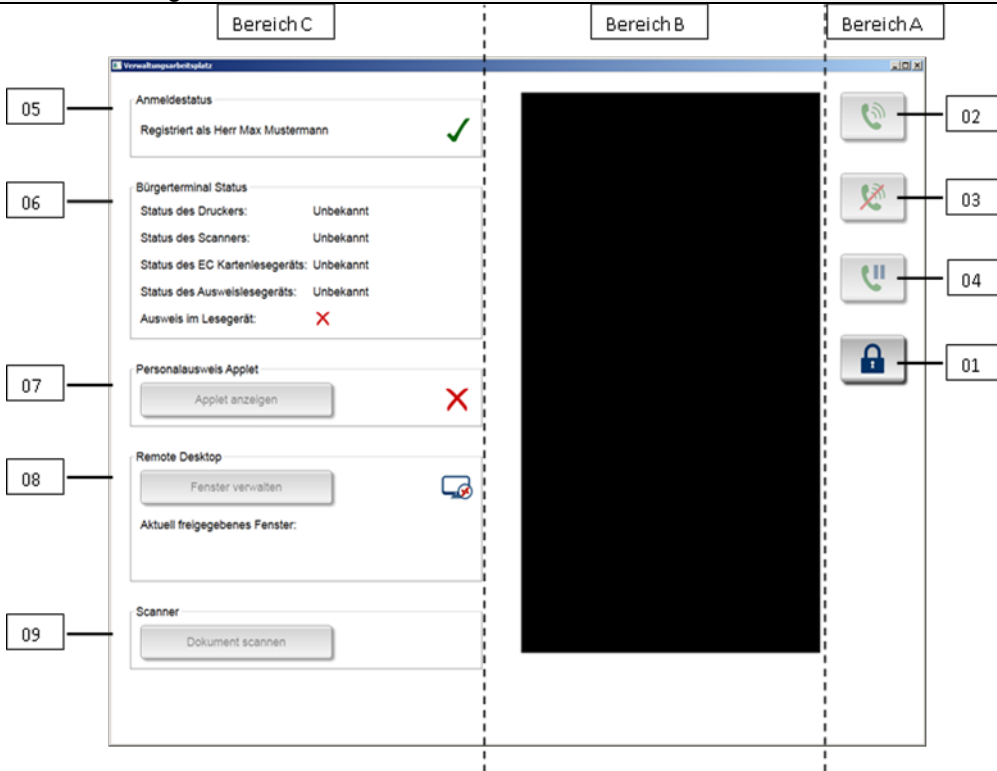 Bereich C
Bereich B
Bereich A
Verwaltungsarbeitsplatz
05
Anmeldestatus
Registriert als Herr Max Mustermann
02
06
Bürgerterminal Status
Status des Druckers: Unbekannt
Status des Scanners: Unbekannt
Status des EC Kartenlesegeräts: Unbekannt
Status des Ausweislesegeräts: Unbekannt
Ausweis im Lesegerät:
03
04
01
07
Personalausweis Applet
Applet anzeigen
08
Remote Desktop
Fenster verwalten
Aktuell freigegebenes Fenster:
09
Scanner
Dokument scannen